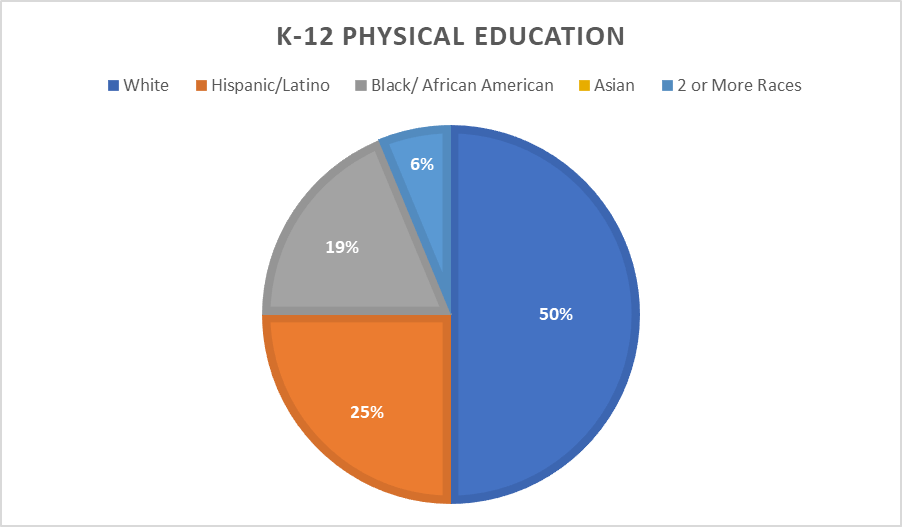 K-12 PHYSICAL EDUCATION
White Hispanic/Latino Black/ African American Asian 2 or More Races
6%
19%
50%
25%